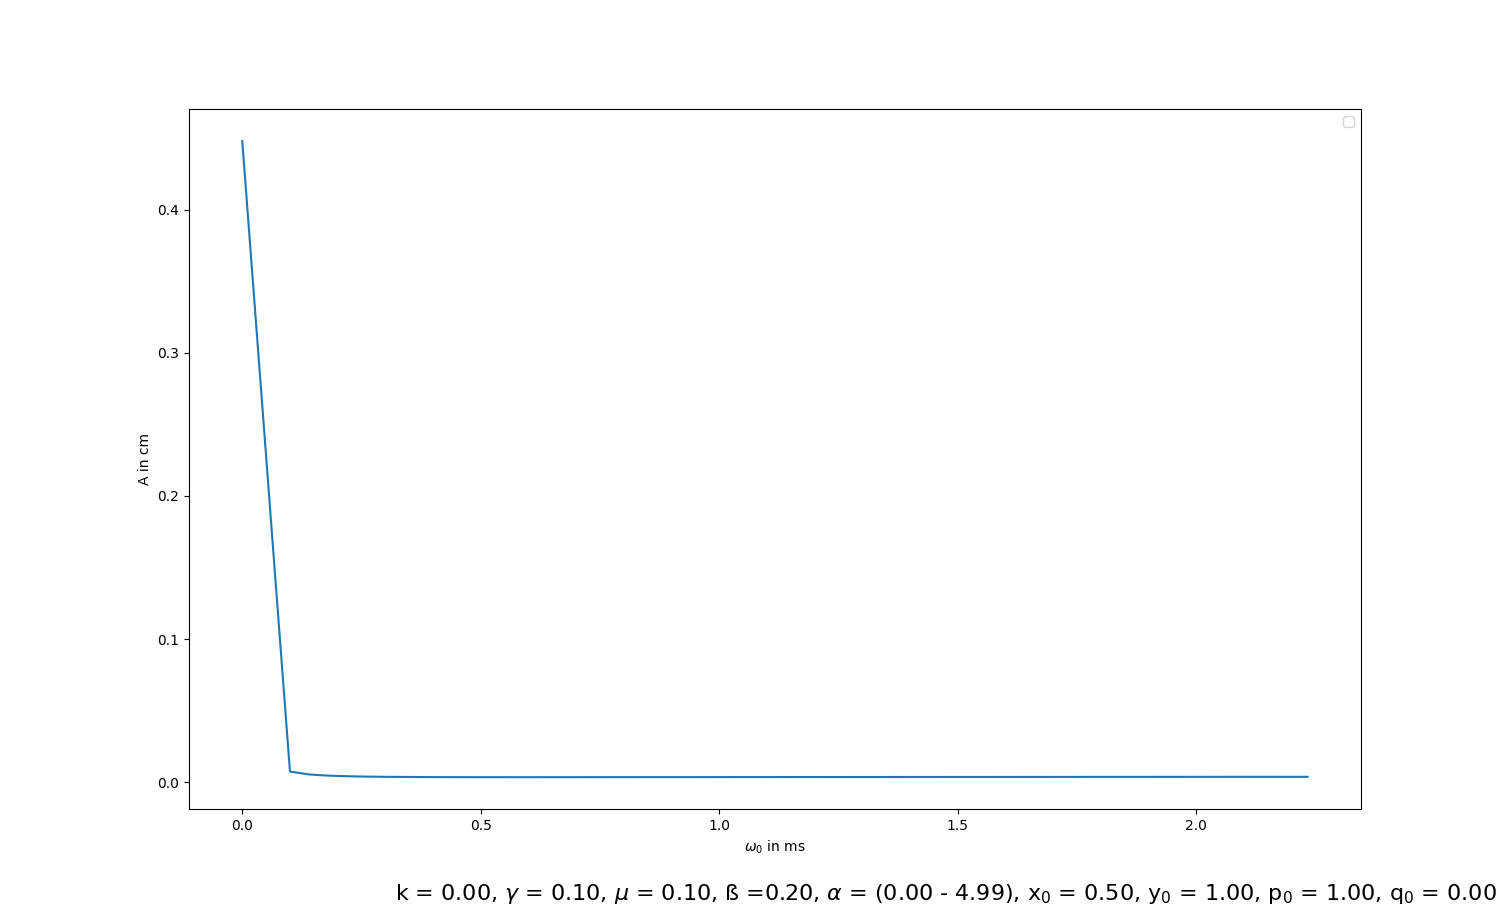 0.4
0.3
0.2
0.1
0.0
A in cm
0.0 0.5 1.0 1.5 2.0
ω₀ in ms
k = 0.00, γ = 0.10, μ = 0.10, ß =0.20, α = (0.00 - 4.99), x₀ = 0.50, y₀ = 1.00, p₀ = 1.00, q₀ = 0.00